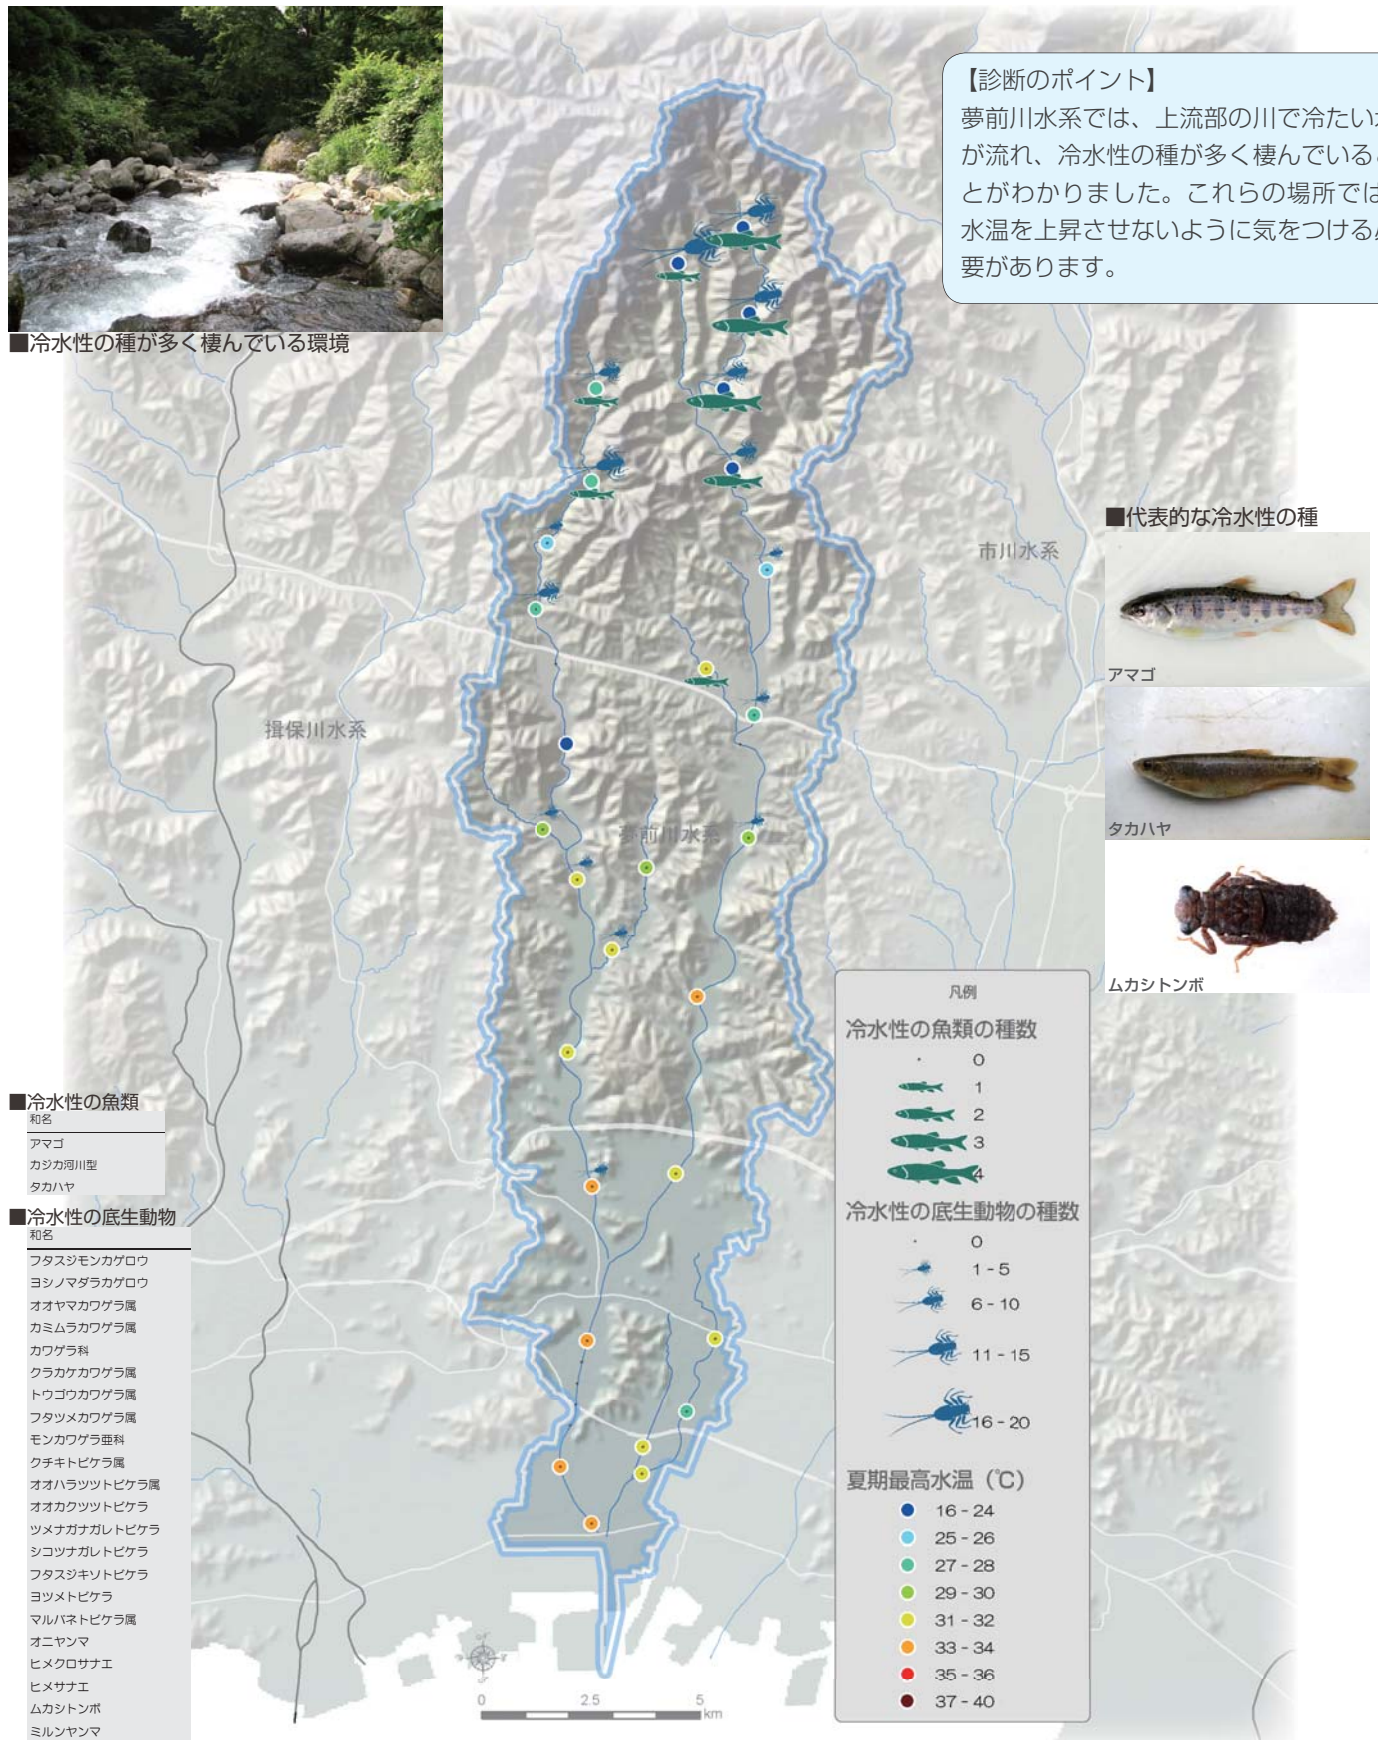 【診断のポイント】
夢前川水系では、上流部の川で冷たい
が流れ、冷水性の種が多く棲んでいる
とがわかりました。これらの場所では
水温を上昇させないように気をつける
要があります。
■冷水性の種が多く棲んでいる環境
■代表的な冷水性の種
アマゴ
タカハヤ
ムカシトンボ
市川水系
揖保川水系
夢前川水系
■冷水性の魚類
和名
アマゴ
カジカ河川型
タカハヤ
■冷水性の底生動物
和名
フタスジモンカゲロウ
ヨシノマダラカゲロウ
オオヤマカワゲラ属
カミムラカワゲラ属
カワゲラ科
クラカケカワゲラ属
トウゴウカワゲラ属
フタツメカワゲラ属
モンカワゲラ亜科
クチキトビケラ属
オオハラツツトビケラ属
オオカクツツトビケラ
ツメナガナガレトビケラ
シコツナガレトビケラ
フタスジキソトビケラ
ヨツメトビケラ
マルバネトビケラ属
オニヤンマ
ヒメクロサナエ
ヒメサナエ
ムカシトンボ
ミルンヤンマ
凡例
冷水性の魚類の種数
0
1
2
3
4
冷水性の底生動物の種数
0
1 - 5
6 - 10
11 - 15
16 - 20
夏期最高水温（℃）
16 - 24
25 - 26
27 - 28
29 - 30
31 - 32
33 - 34
35 - 36
37 - 40
0 2.5 5
km